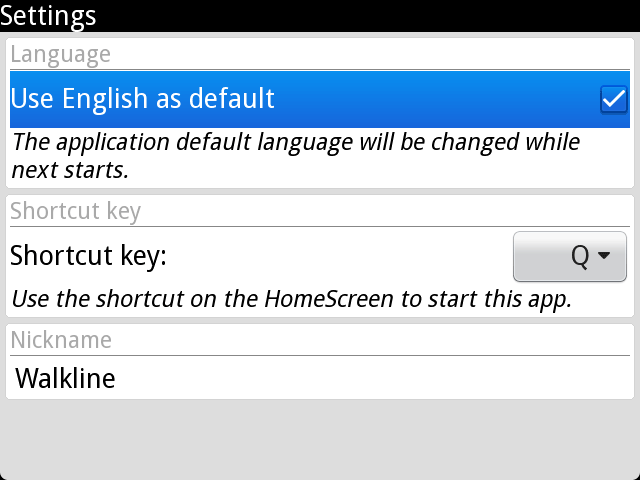 Settings
Language
Use English as default
The application default language will be changed while
next starts.
Shortcut key
Shortcut key:
Q
Use the shortcut on the HomeScreen to start this app.
Nickname
Walkline